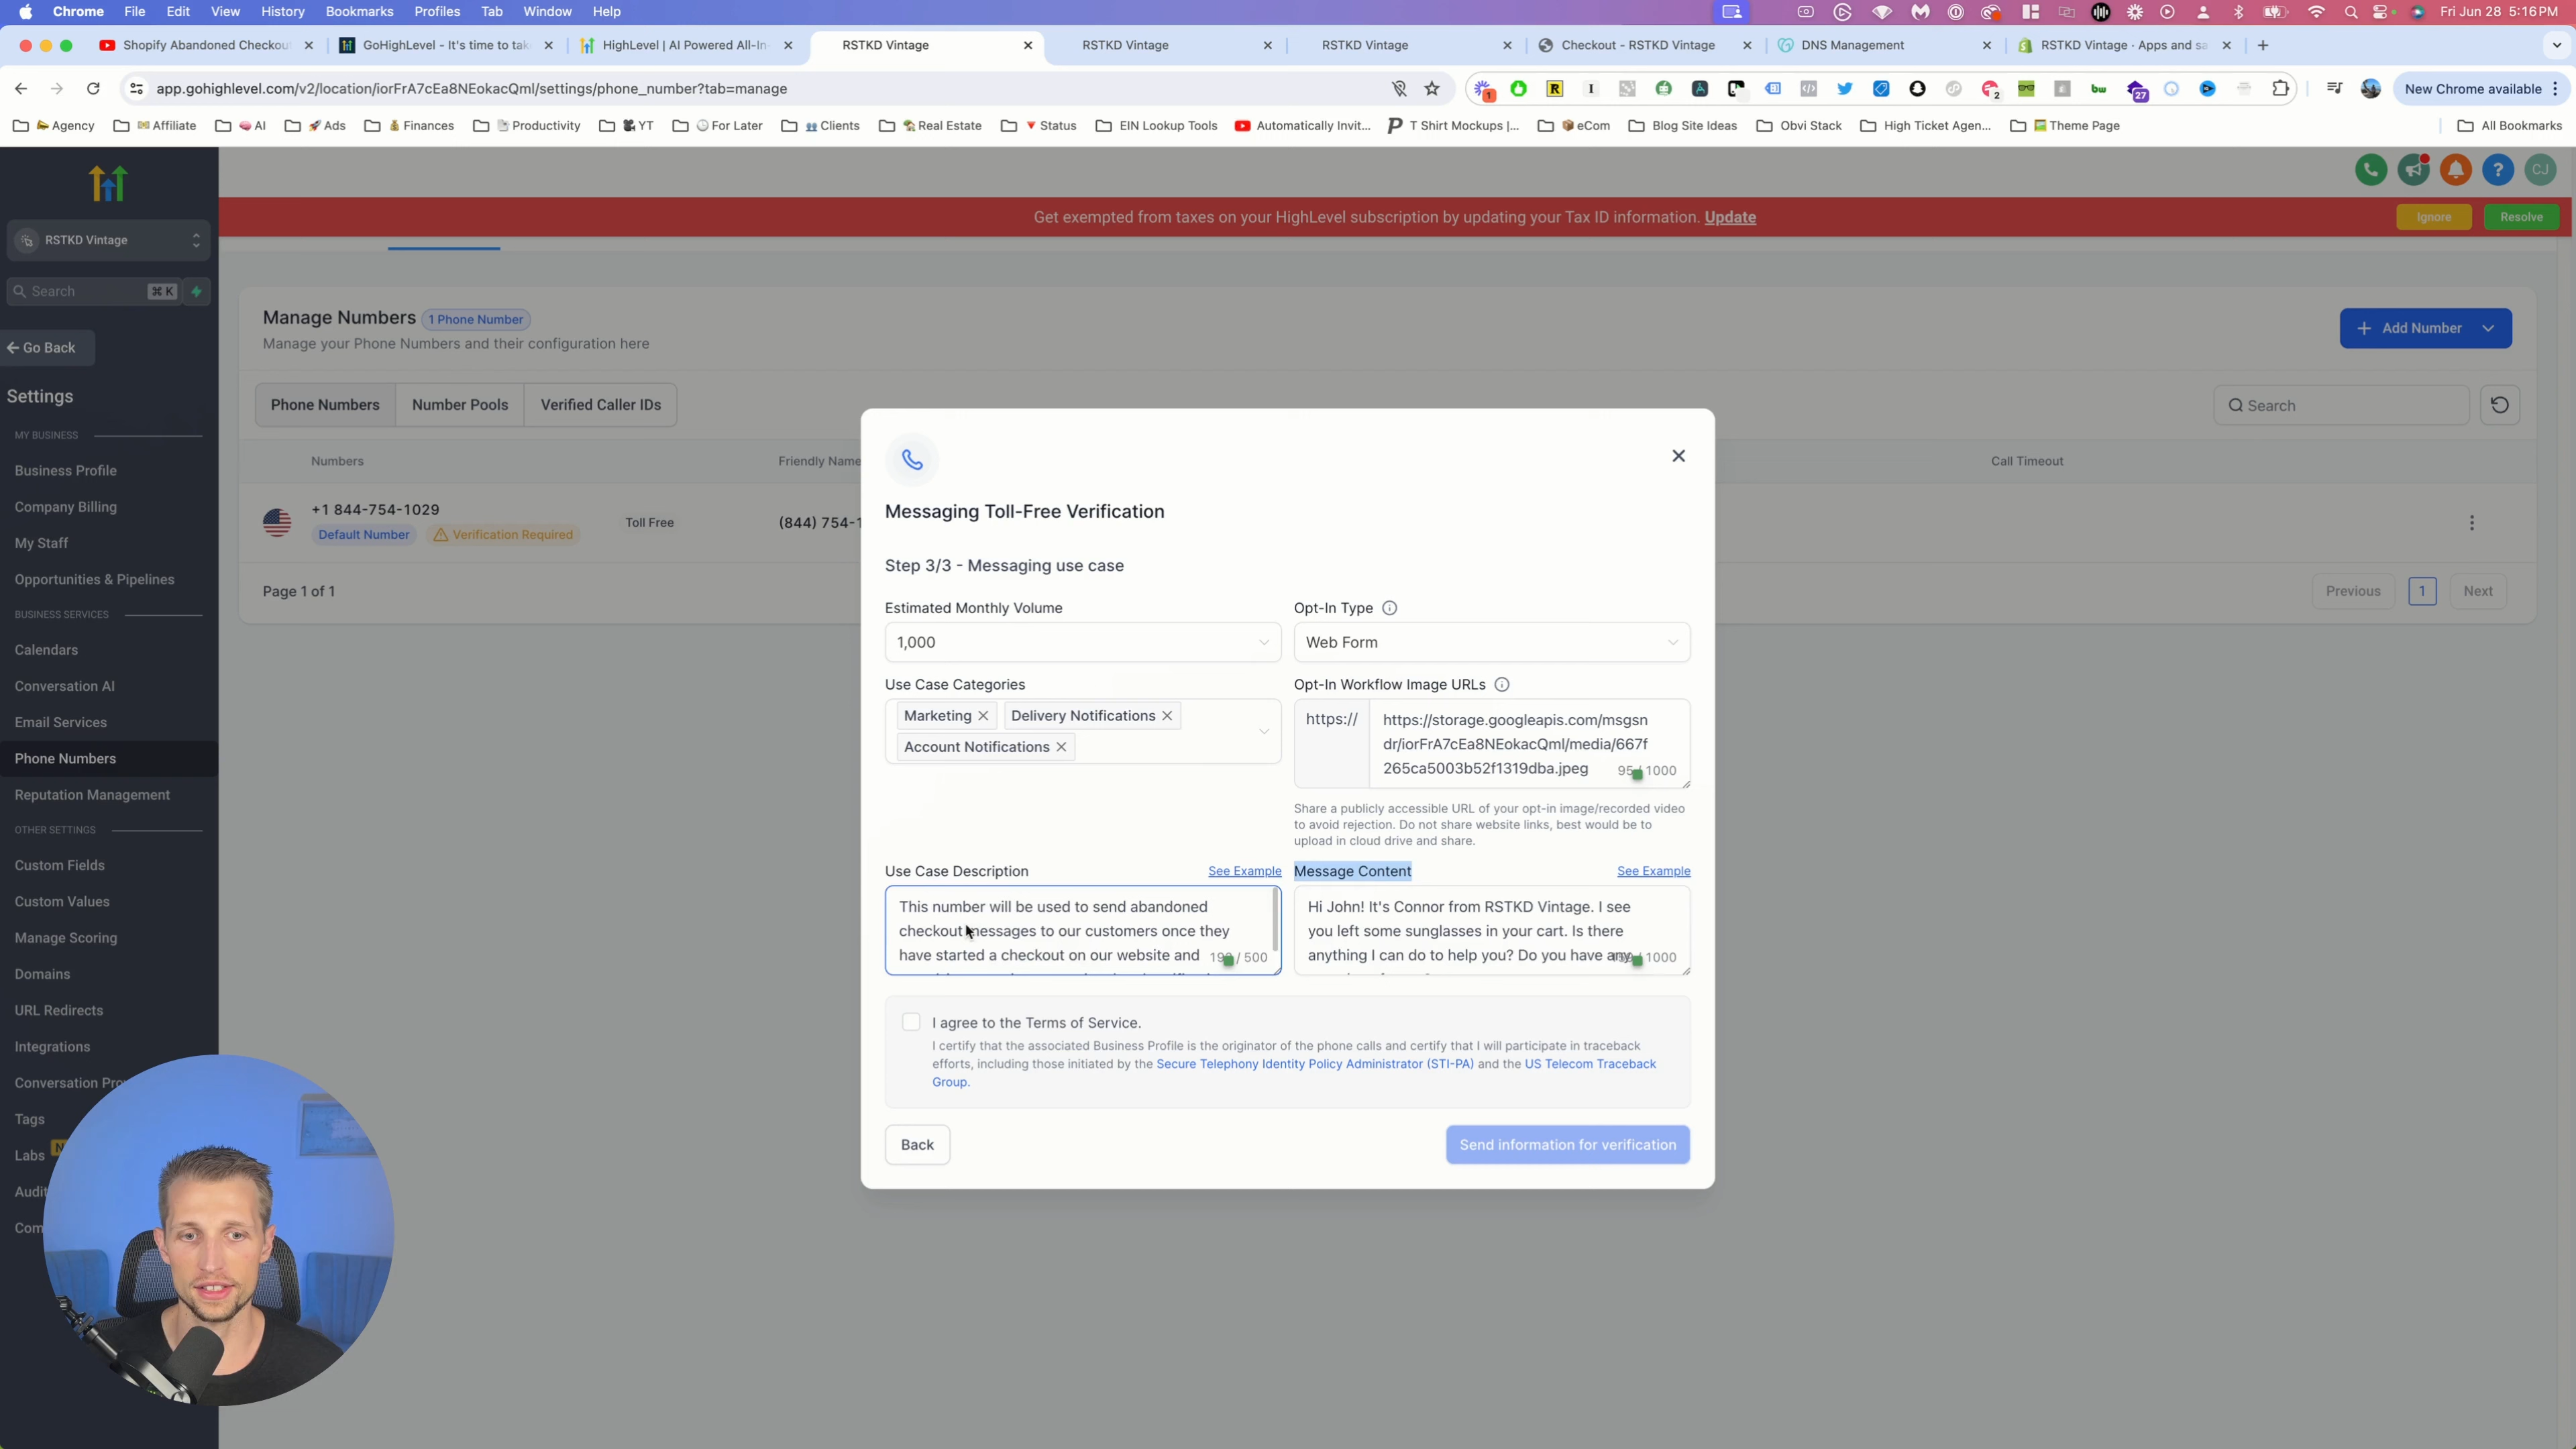 Chrome File Edit View History Bookmarks Profiles Tab Window Help
Fri Jun 28 5:16 PM
Shopify Abandoned Checkou
GoHighLevel - It's time to tak
HighLevel | AI Powered All-In-
RSTKD Vintage
RSTKD Vintage
RSTKD Vintage
Checkout - RSTKD Vintage
DNS Management
RSTKD Vintage · Apps and sa
app.gohighlevel.com/v2/location/iorFrA7cEa8NEokacQml/settings/phone_number?tab=manage
New Chrome available
Agency Affiliate AI Ads Finances Productivity YT For Later Clients Real Estate Status EIN Lookup Tools Automatically Invit... T Shirt Mockups |... eCom Blog Site Ideas Obvi Stack High Ticket Agen... Theme Page All Bookmarks
CJ
Get exempted from taxes on your HighLevel subscription by updating your Tax ID information. Update
Ignore
Resolve
RSTKD Vintage
Search
⌘ K
Go Back
Settings
MY BUSINESS
Business Profile
Company Billing
My Staff
Opportunities & Pipelines
BUSINESS SERVICES
Calendars
Conversation AI
Email Services
Phone Numbers
Reputation Management
OTHER SETTINGS
Custom Fields
Custom Values
Manage Scoring
Domains
URL Redirects
Integrations
Conversation Pro
Tags
Labs
Audit
Com
Manage Numbers
1 Phone Number
Manage your Phone Numbers and their configuration here
Add Number
Phone Numbers
Number Pools
Verified Caller IDs
Search
Numbers
Friendly Name
Call Timeout
+1 844-754-1029
Default Number
Verification Required
Toll Free
(844) 754-1
Page 1 of 1
Previous
1
Next
Messaging Toll-Free Verification
Step 3/3 - Messaging use case
Estimated Monthly Volume
1,000
Opt-In Type
Web Form
Use Case Categories
Marketing
Delivery Notifications
Account Notifications
Opt-In Workflow Image URLs
https://
https://storage.googleapis.com/msgsn
dr/iorFrA7cEa8NEokacQml/media/667f
265ca5003b52f1319dba.jpeg
95 / 1000
Share a publicly accessible URL of your opt-in image/recorded video
to avoid rejection. Do not share website links, best would be to
upload in cloud drive and share.
Use Case Description
See Example
This number will be used to send abandoned
checkout messages to our customers once they
have started a checkout on our website and
/ 500
Message Content
See Example
Hi John! It's Connor from RSTKD Vintage. I see
you left some sunglasses in your cart. Is there
anything I can do to help you? Do you have any
/ 1000
I agree to the Terms of Service.
I certify that the associated Business Profile is the originator of the phone calls and certify that I will participate in traceback
efforts, including those initiated by the Secure Telephony Identity Policy Administrator (STI-PA) and the US Telecom Traceback
Group.
Back
Send information for verification